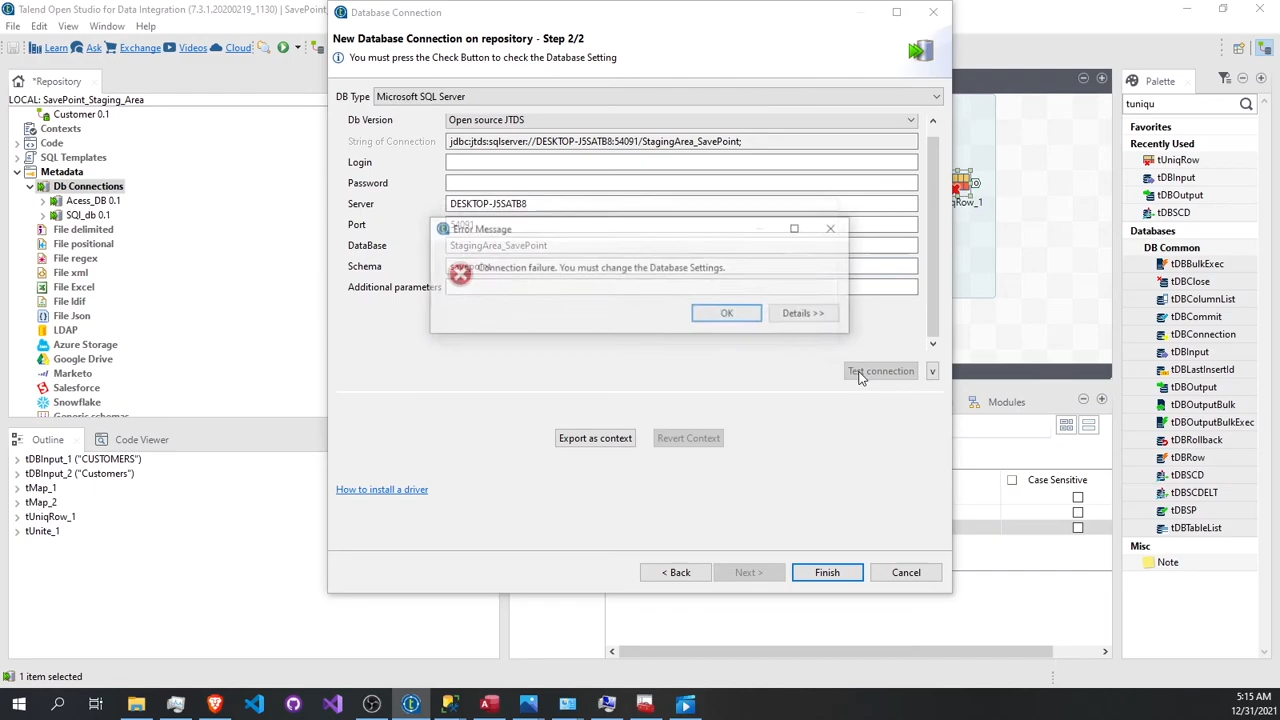 Talend Open Studio for Data Integration (7.3.1.20200219_1130) | SavePoint_
Database Connection
File Edit View Window Help
New Database Connection on repository - Step 2/2
You must press the Check Button to check the Database Setting
Learn Ask Exchange Videos Cloud
*Repository
LOCAL: SavePoint_Staging_Area
Customer 0.1
Contexts
Code
SQL Templates
Metadata
Db Connections
Acess_DB 0.1
SQl_db 0.1
File delimited
File positional
File regex
File xml
File Excel
File ldif
File Json
LDAP
Azure Storage
Google Drive
Marketo
Salesforce
Snowflake
Generic schemas
DB Type Microsoft SQL Server
Db Version Open source JTDS
String of Connection jdbc:jtds:sqlserver://DESKTOP-J5SATB8:54091/StagingArea_SavePoint;
Login
Password
Server DESKTOP-J5SATB8
Port 54091
DataBase StagingArea_SavePoint
Schema
Additional parameters
Error Message
Connection failure. You must change the Database Settings.
OK Details >>
Test connection v
Export as context Revert Context
How to install a driver
< Back Next > Finish Cancel
Outline Code Viewer
tDBInput_1 ("CUSTOMERS")
tDBInput_2 ("Customers")
tMap_1
tMap_2
tUniqRow_1
tUnite_1
iqRow_1
Modules
Case Sensitive
Palette
tuniqu
Favorites
Recently Used
tUniqRow
tDBInput
tDBOutput
tDBSCD
Databases
DB Common
tDBBulkExec
tDBClose
tDBColumnList
tDBCommit
tDBConnection
tDBInput
tDBLastInsertId
tDBOutput
tDBOutputBulk
tDBOutputBulkExec
tDBRollback
tDBRow
tDBSCD
tDBSCDELT
tDBSP
tDBTableList
Misc
Note
1 item selected
5:15 AM
12/31/2021